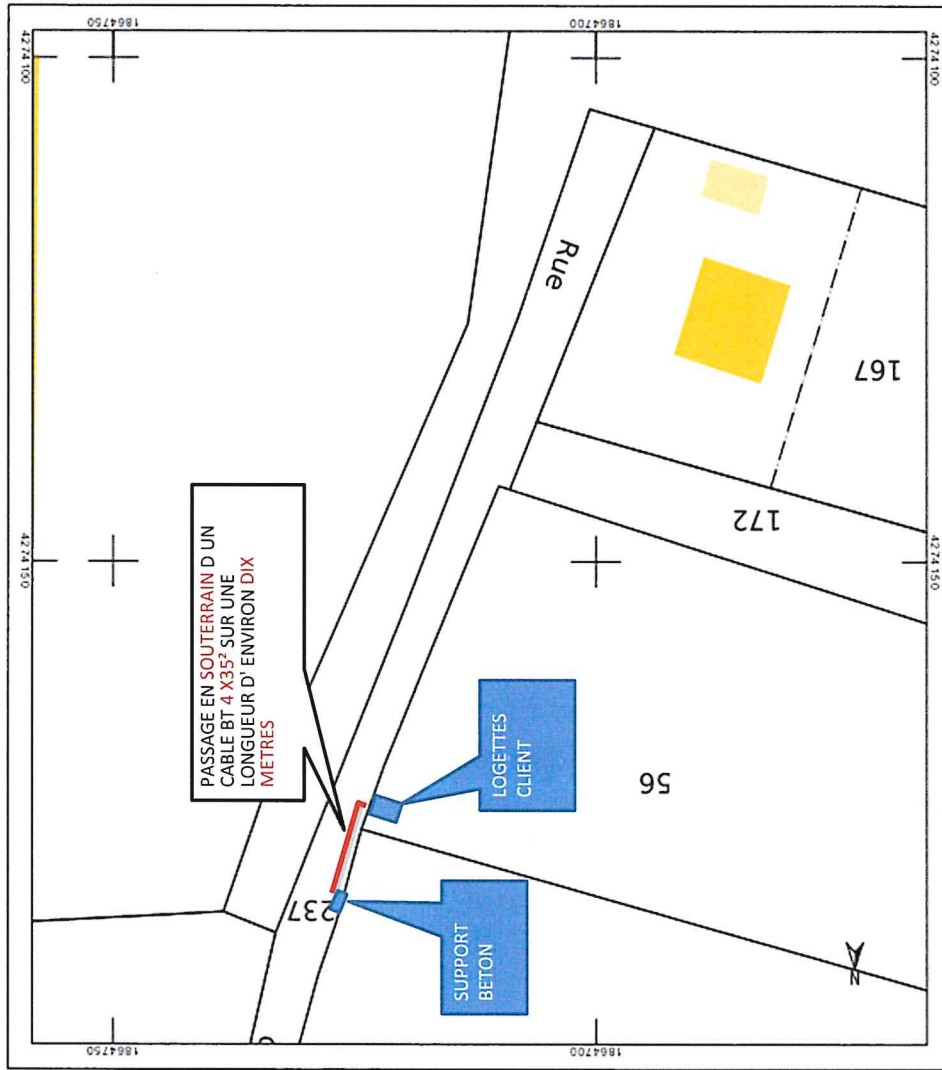 1864750
1864700
4274100
4274100
Rue
167
172
4274150
4274150
PASSAGE EN SOUTERRAIN D UN
CABLE BT 4 X35² SUR UNE
LONGUEUR D' ENVIRON DIX
METRES
LOGETTES
CLIENT
56
237
SUPPORT
BETON
N
1864750
1864700